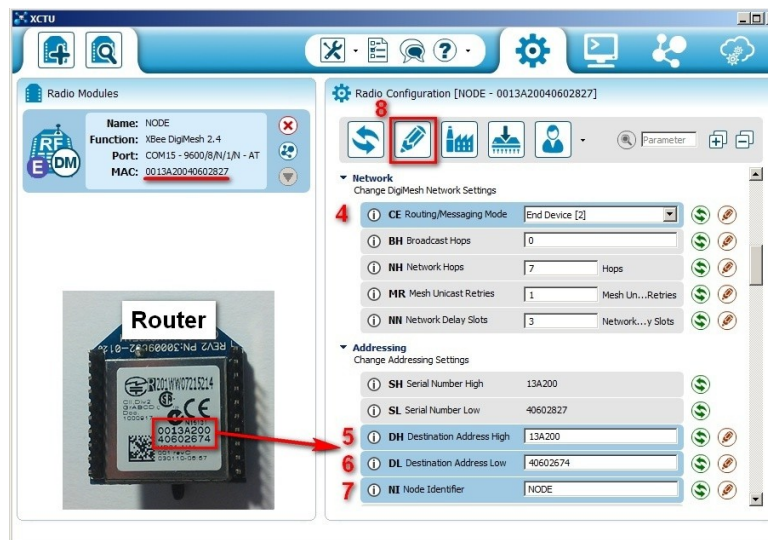 XCTU
Radio Modules
Name: NODE
Function: XBee DigiMesh 2.4
Port: COM15 - 9600/8/N/1/N - AT
MAC: 0013A20040602827
RF
E
DM
Router
R201WW07215214
0013A200
40602674
Radio Configuration [NODE - 0013A20040602827]
8
Parameter
Network
Change DigiMesh Network Settings
4
CE Routing/Messaging Mode End Device [2]
BH Broadcast Hops 0
NH Network Hops 7 Hops
MR Mesh Unicast Retries 1 Mesh Un...Retries
NN Network Delay Slots 3 Network...y Slots
Addressing
Change Addressing Settings
SH Serial Number High 13A200
SL Serial Number Low 40602827
5
DH Destination Address High 13A200
6
DL Destination Address Low 40602674
7
NI Node Identifier NODE